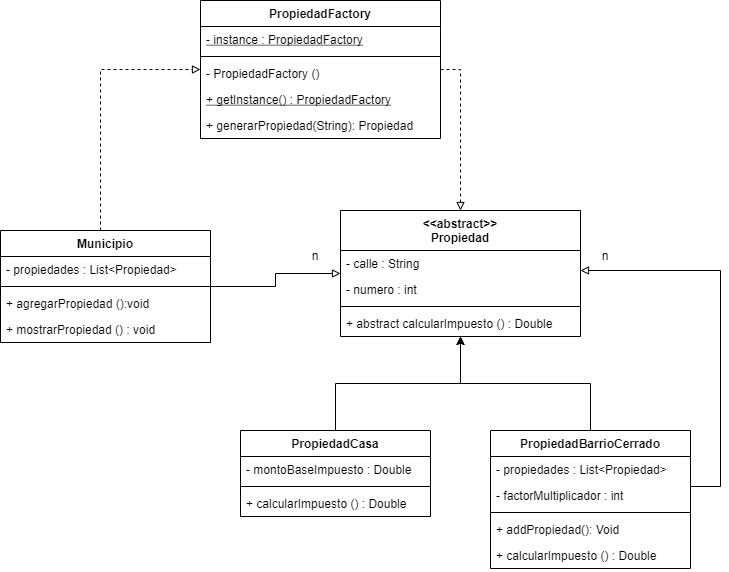 PropiedadFactory
- instance : PropiedadFactory
- PropiedadFactory ()
+ getInstance() : PropiedadFactory
+ generarPropiedad(String): Propiedad
<<abstract>>
Propiedad
- calle : String
- numero : int
+ abstract calcularImpuesto () : Double
Municipio
- propiedades : List<Propiedad>
+ agregarPropiedad ():void
+ mostrarPropiedad () : void
n
n
PropiedadCasa
- montoBaseImpuesto : Double
+ calcularImpuesto () : Double
PropiedadBarrioCerrado
- propiedades : List<Propiedad>
- factorMultiplicador : int
+ addPropiedad(): Void
+ calcularImpuesto () : Double